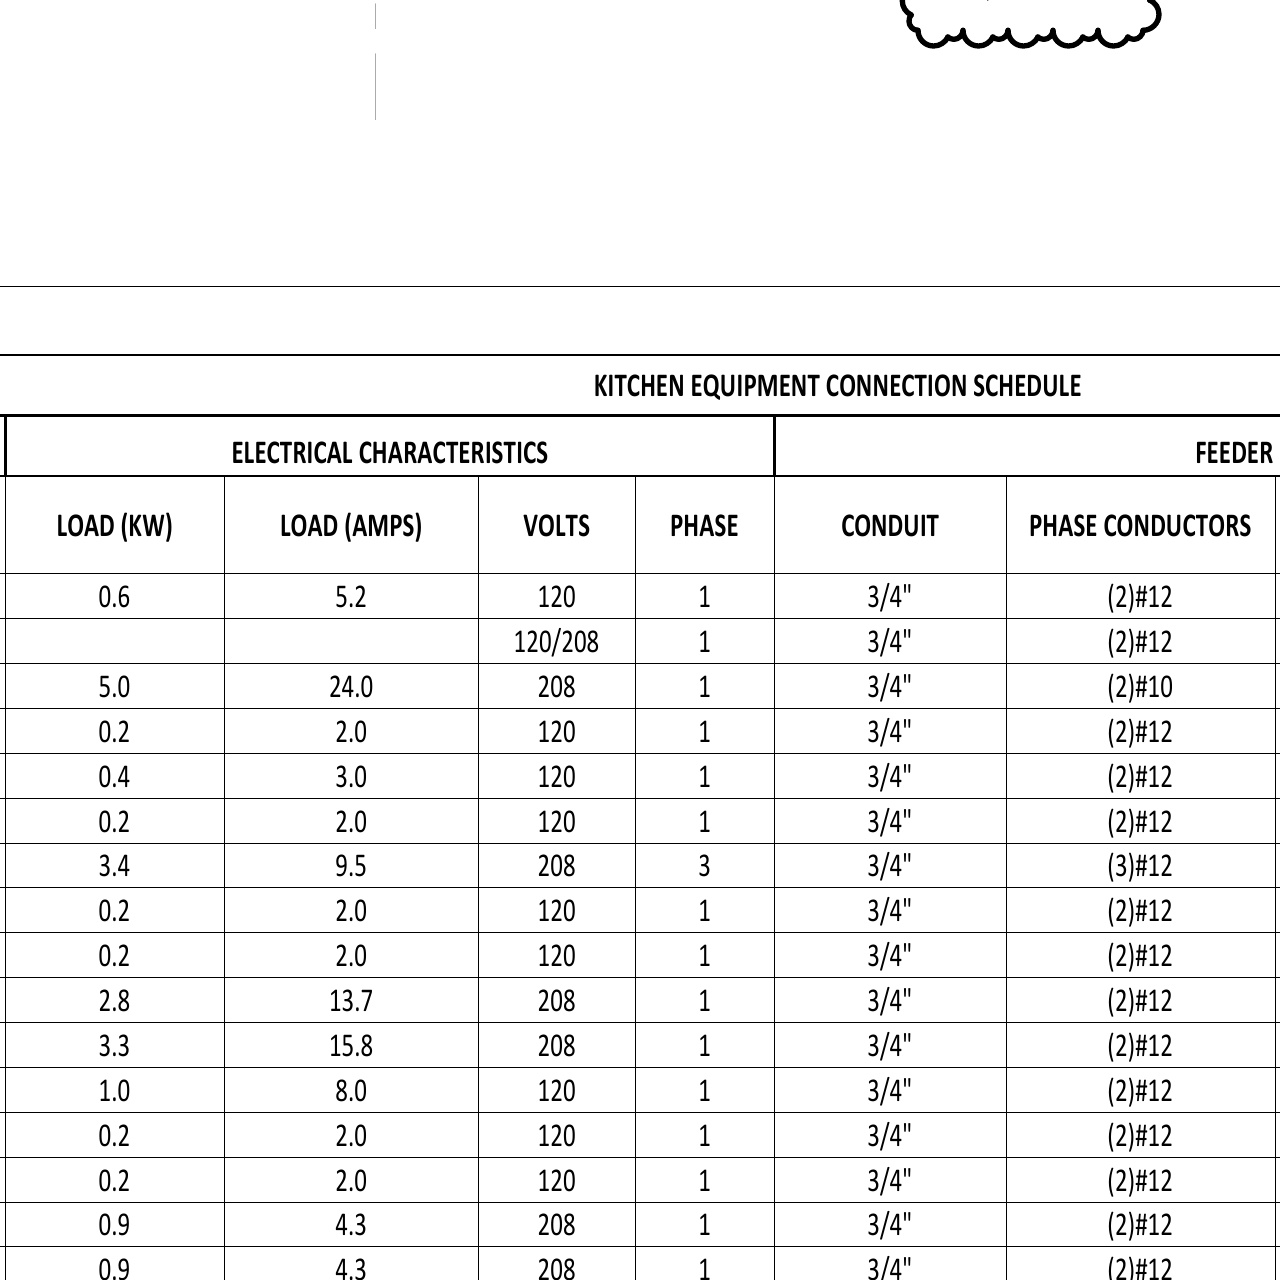 KITCHEN EQUIPMENT CONNECTION SCHEDULE
ELECTRICAL CHARACTERISTICS FEEDER
LOAD (KW) LOAD (AMPS) VOLTS PHASE CONDUIT PHASE CONDUCTORS
0.6 5.2 120 1 3/4" (2)#12
120/208 1 3/4" (2)#12
5.0 24.0 208 1 3/4" (2)#10
0.2 2.0 120 1 3/4" (2)#12
0.4 3.0 120 1 3/4" (2)#12
0.2 2.0 120 1 3/4" (2)#12
3.4 9.5 208 3 3/4" (3)#12
0.2 2.0 120 1 3/4" (2)#12
0.2 2.0 120 1 3/4" (2)#12
2.8 13.7 208 1 3/4" (2)#12
3.3 15.8 208 1 3/4" (2)#12
1.0 8.0 120 1 3/4" (2)#12
0.2 2.0 120 1 3/4" (2)#12
0.2 2.0 120 1 3/4" (2)#12
0.9 4.3 208 1 3/4" (2)#12
0.9 4.3 208 1 3/4" (2)#12